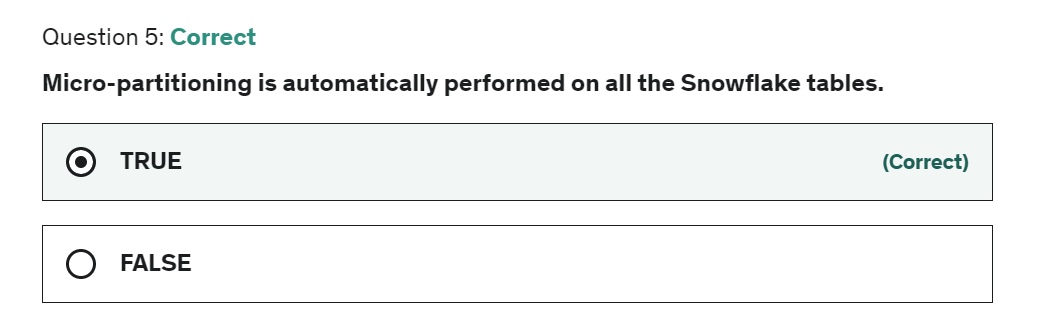 Question 5: Correct
Micro-partitioning is automatically performed on all the Snowflake tables.
TRUE (Correct)
FALSE